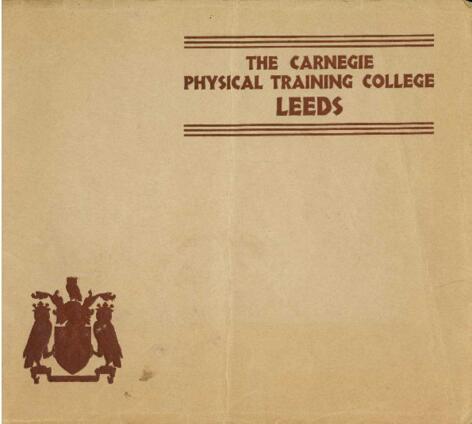 THE CARNEGIE
PHYSICAL TRAINING COLLEGE
LEEDS